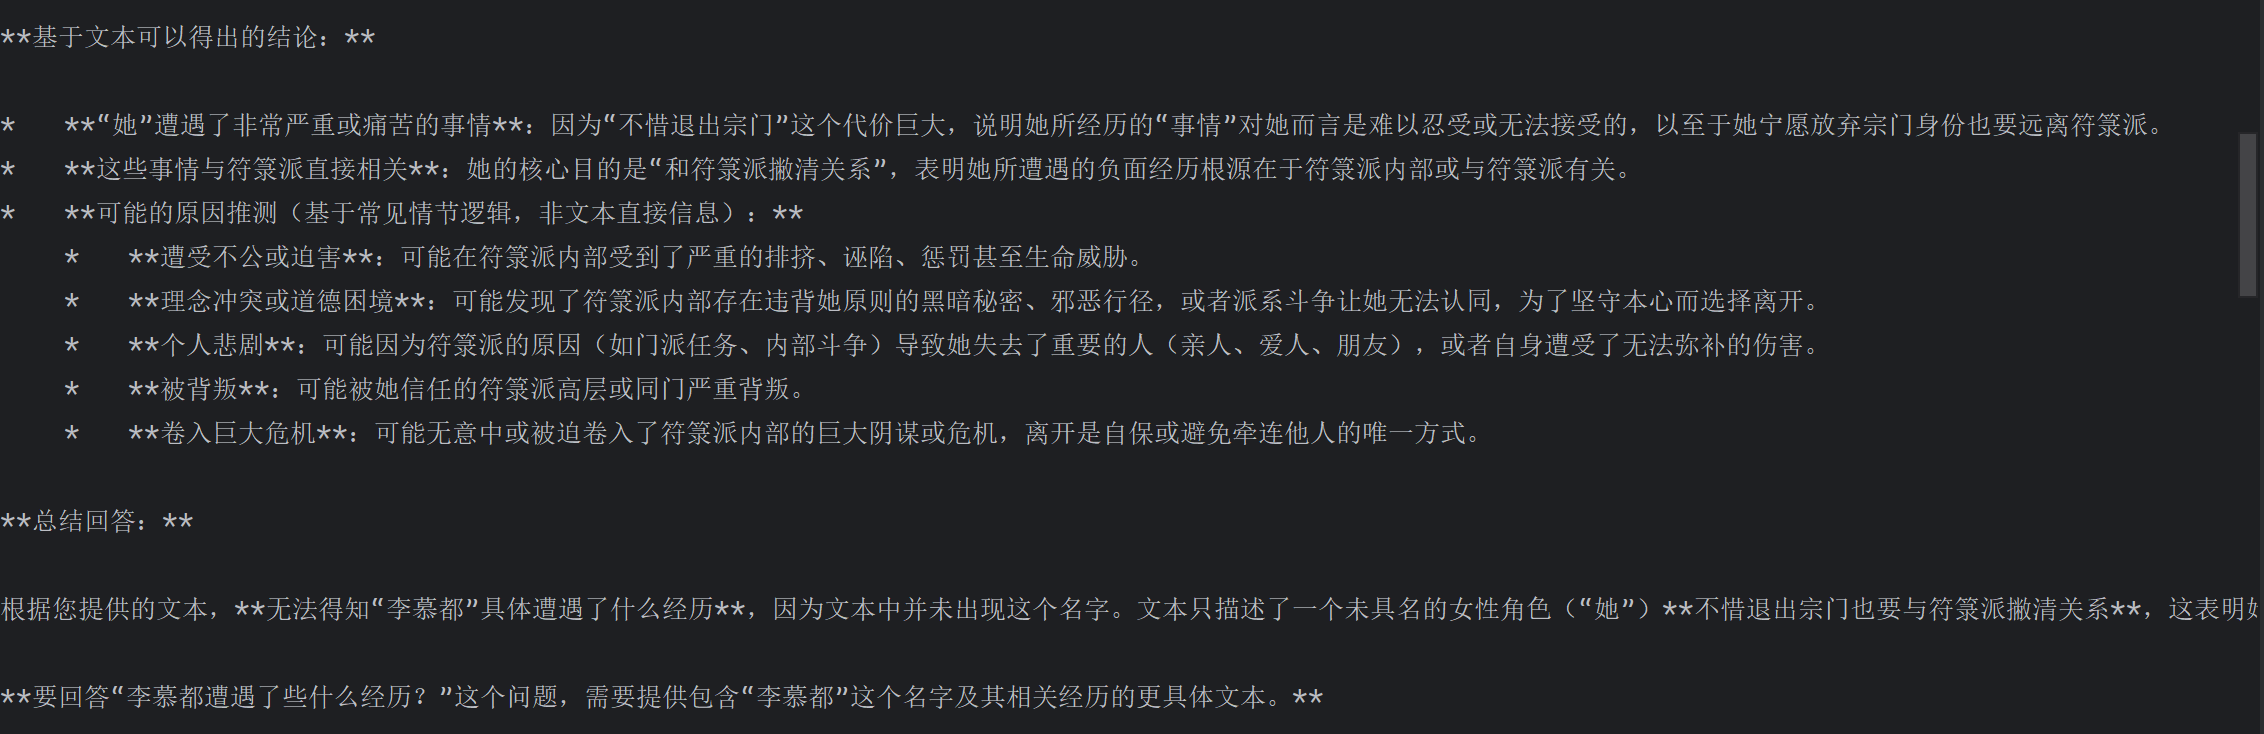 **基于文本可以得出的结论：**
*   **“她”遭遇了非常严重或痛苦的事情**：因为“不惜退出宗门”这个代价巨大，说明她所经历的“事情”对她而言是难以忍受或无法接受的，以至于她宁愿放弃宗门身份也要远离符箓派。
*   **这些事情与符箓派直接相关**：她的核心目的是“和符箓派撇清关系”，表明她所遭遇的负面经历根源在于符箓派内部或与符箓派有关。
*   **可能的原因推测（基于常见情节逻辑，非文本直接信息）：**
    *   **遭受不公或迫害**：可能在符箓派内部受到了严重的排挤、诬陷、惩罚甚至生命威胁。
    *   **理念冲突或道德困境**：可能发现了符箓派内部存在违背她原则的黑暗秘密、邪恶行径，或者派系斗争让她无法认同，为了坚守本心而选择离开。
    *   **个人悲剧**：可能因为符箓派的原因（如门派任务、内部斗争）导致她失去了重要的人（亲人、爱人、朋友），或者自身遭受了无法弥补的伤害。
    *   **被背叛**：可能被她信任的符箓派高层或同门严重背叛。
    *   **卷入巨大危机**：可能无意中或被迫卷入了符箓派内部的巨大阴谋或危机，离开是自保或避免牵连他人的唯一方式。
**总结回答：**
根据您提供的文本，**无法得知“李慕都”具体遭遇了什么经历**，因为文本中并未出现这个名字。文本只描述了一个未具名的女性角色（“她”）**不惜退出宗门也要与符箓派撇清关系**，这表明
**要回答“李慕都遭遇了些什么经历？”这个问题，需要提供包含“李慕都”这个名字及其相关经历的更具体文本。**